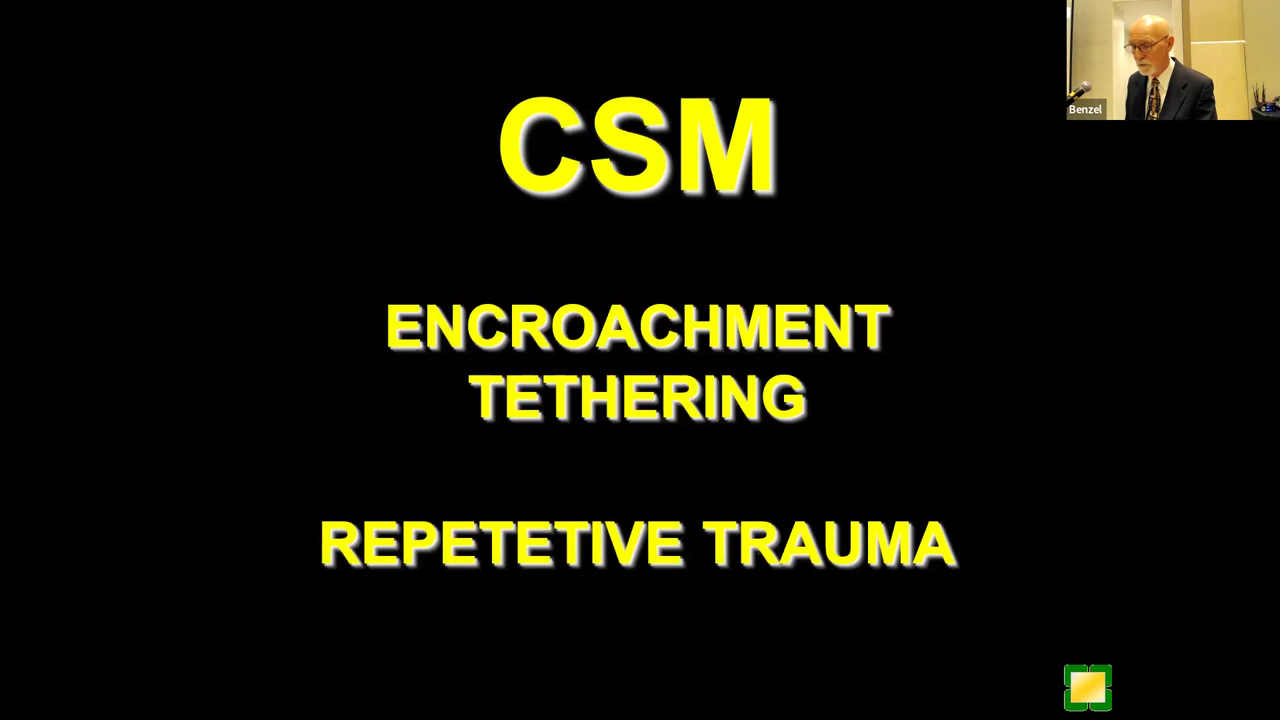 CSM
Benzel
ENCROACHMENT
TETHERING
REPETETIVE TRAUMA